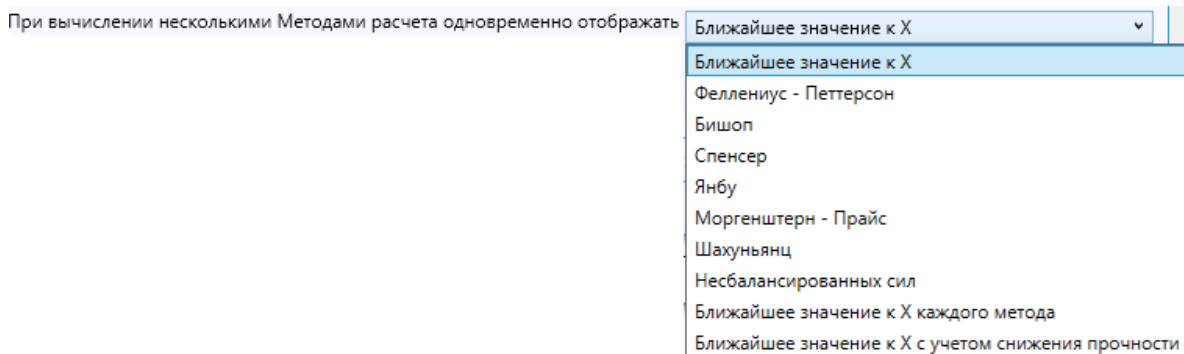 При вычислении несколькими Методами расчета одновременно отображать Ближайшее значение к X
Ближайшее значение к X
Феллениус - Петтерсон
Бишоп
Спенсер
Янбу
Моргенштерн - Прайс
Шахуньянц
Несбалансированных сил
Ближайшее значение к X каждого метода
Ближайшее значение к X с учетом снижения прочности